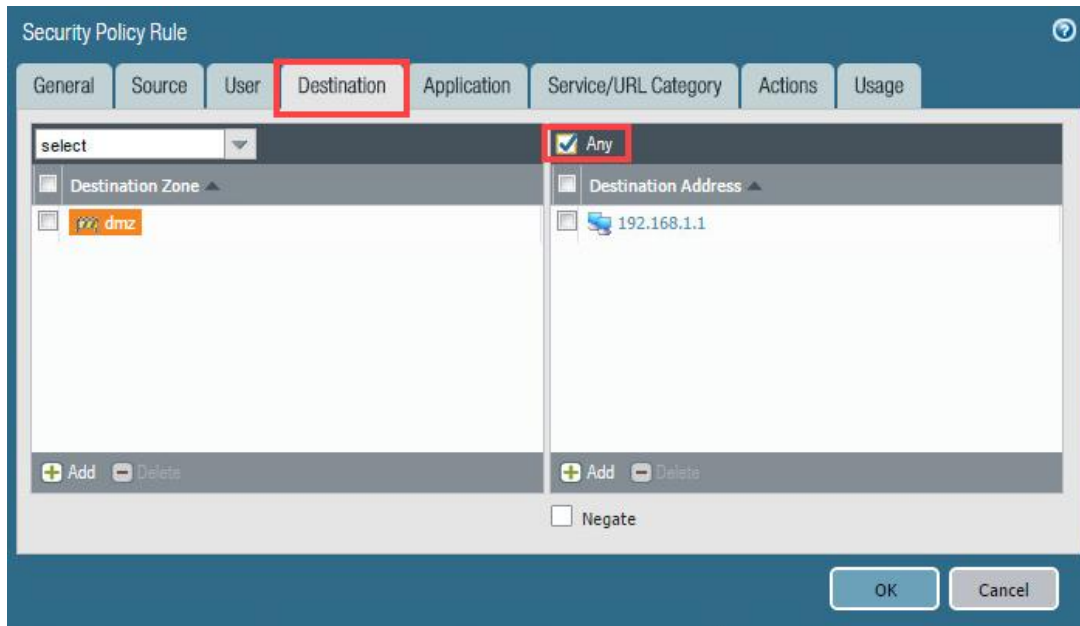 Security Policy Rule
General Source User Destination Application Service/URL Category Actions Usage
select
Any
Destination Zone
Destination Address
dmz
192.168.1.1
Add Delete
Add Delete
Negate
OK Cancel